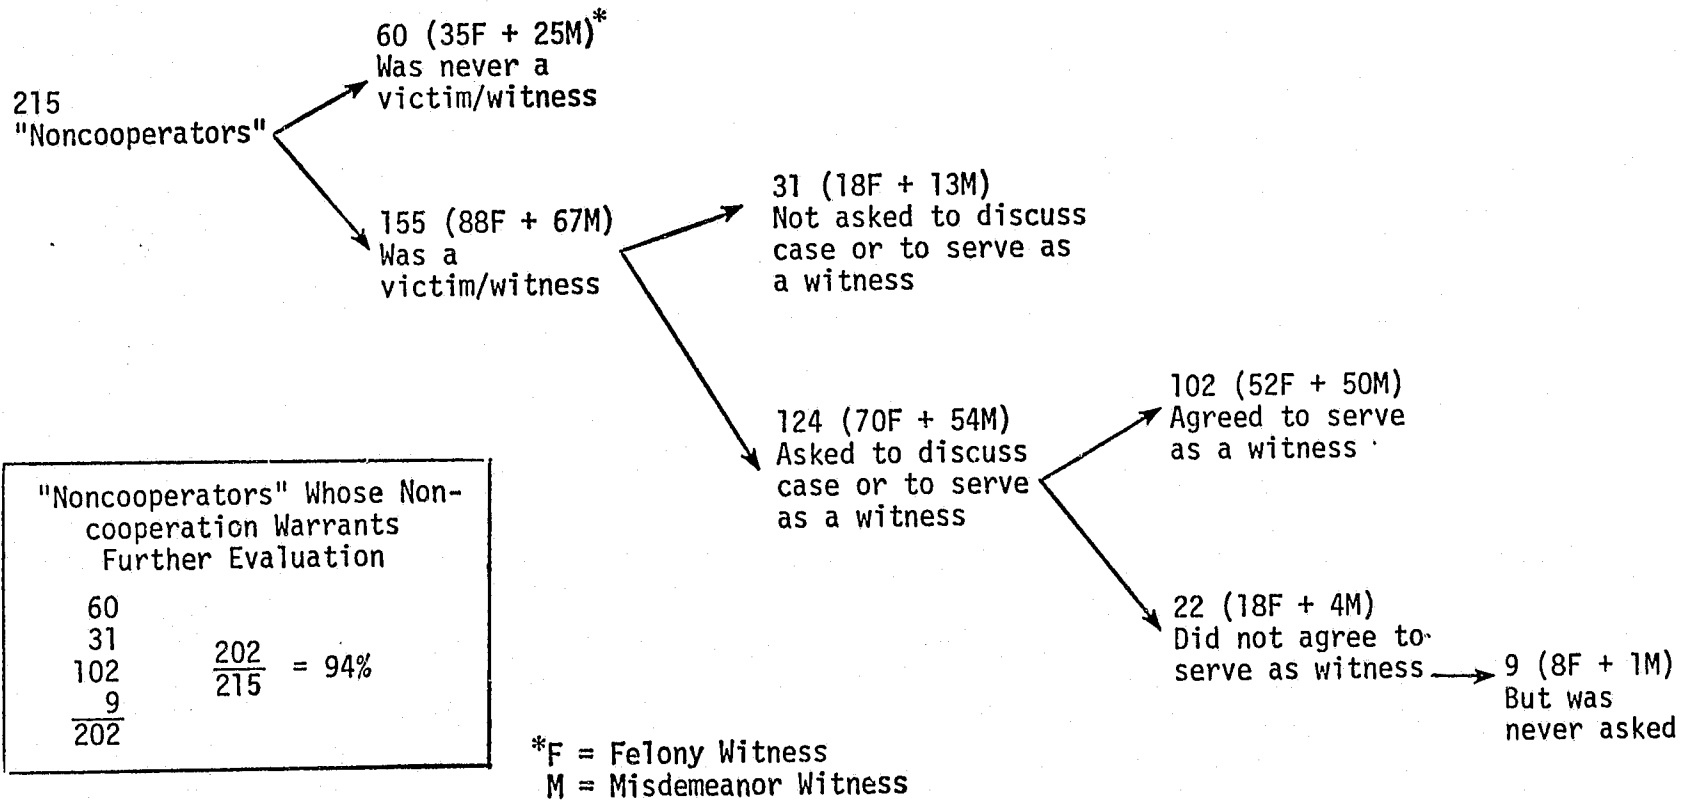 60 (35F + 25M)*
Was never a
victim/witness
215
"Noncooperators"
155 (88F + 67M)
Was a
victim/witness
31 (18F + 13M)
Not asked to discuss
case or to serve as
a witness
124 (70F + 54M)
Asked to discuss
case or to serve
as a witness
102 (52F + 50M)
Agreed to serve
as a witness
22 (18F + 4M)
Did not agree to
serve as witness
9 (8F + 1M)
But was
never asked
"Noncooperators" Whose Non-
cooperation Warrants
Further Evaluation
60
31
102
9
202
202
215
= 94%
*F = Felony Witness
M = Misdemeanor Witness